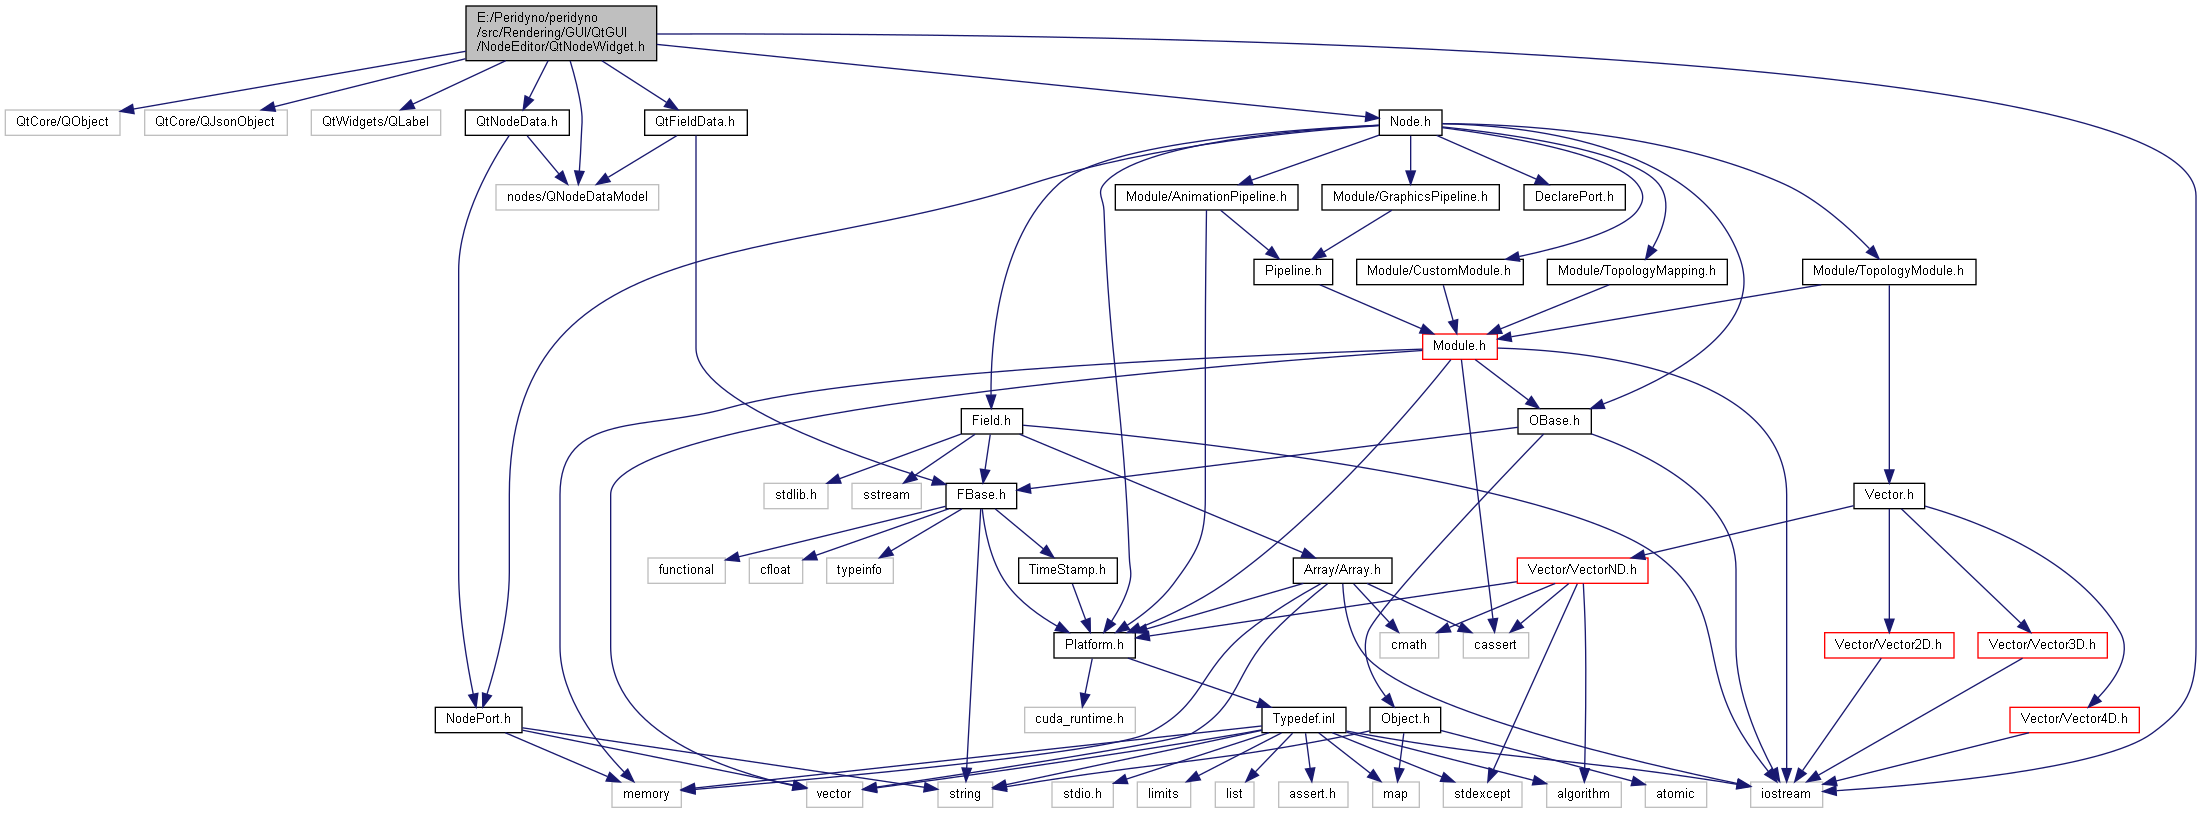 E:/Peridyno/peridyno
/src/Rendering/GUI/QtGUI
/NodeEditor/QtNodeWidget.h
QtCore/QObject
QtCore/QJsonObject
QtWidgets/QLabel
QtNodeData.h
QtFieldData.h
Node.h
nodes/QNodeDataModel
Module/AnimationPipeline.h
Module/GraphicsPipeline.h
DeclarePort.h
Pipeline.h
Module/CustomModule.h
Module/TopologyMapping.h
Module/TopologyModule.h
Module.h
Field.h
OBase.h
stdlib.h
sstream
FBase.h
Vector.h
functional
cfloat
typeinfo
TimeStamp.h
Array/Array.h
Vector/VectorND.h
Platform.h
cmath
cassert
Vector/Vector2D.h
Vector/Vector3D.h
NodePort.h
cuda_runtime.h
Typedef.inl
Object.h
Vector/Vector4D.h
memory
vector
string
stdio.h
limits
list
assert.h
map
stdexcept
algorithm
atomic
iostream